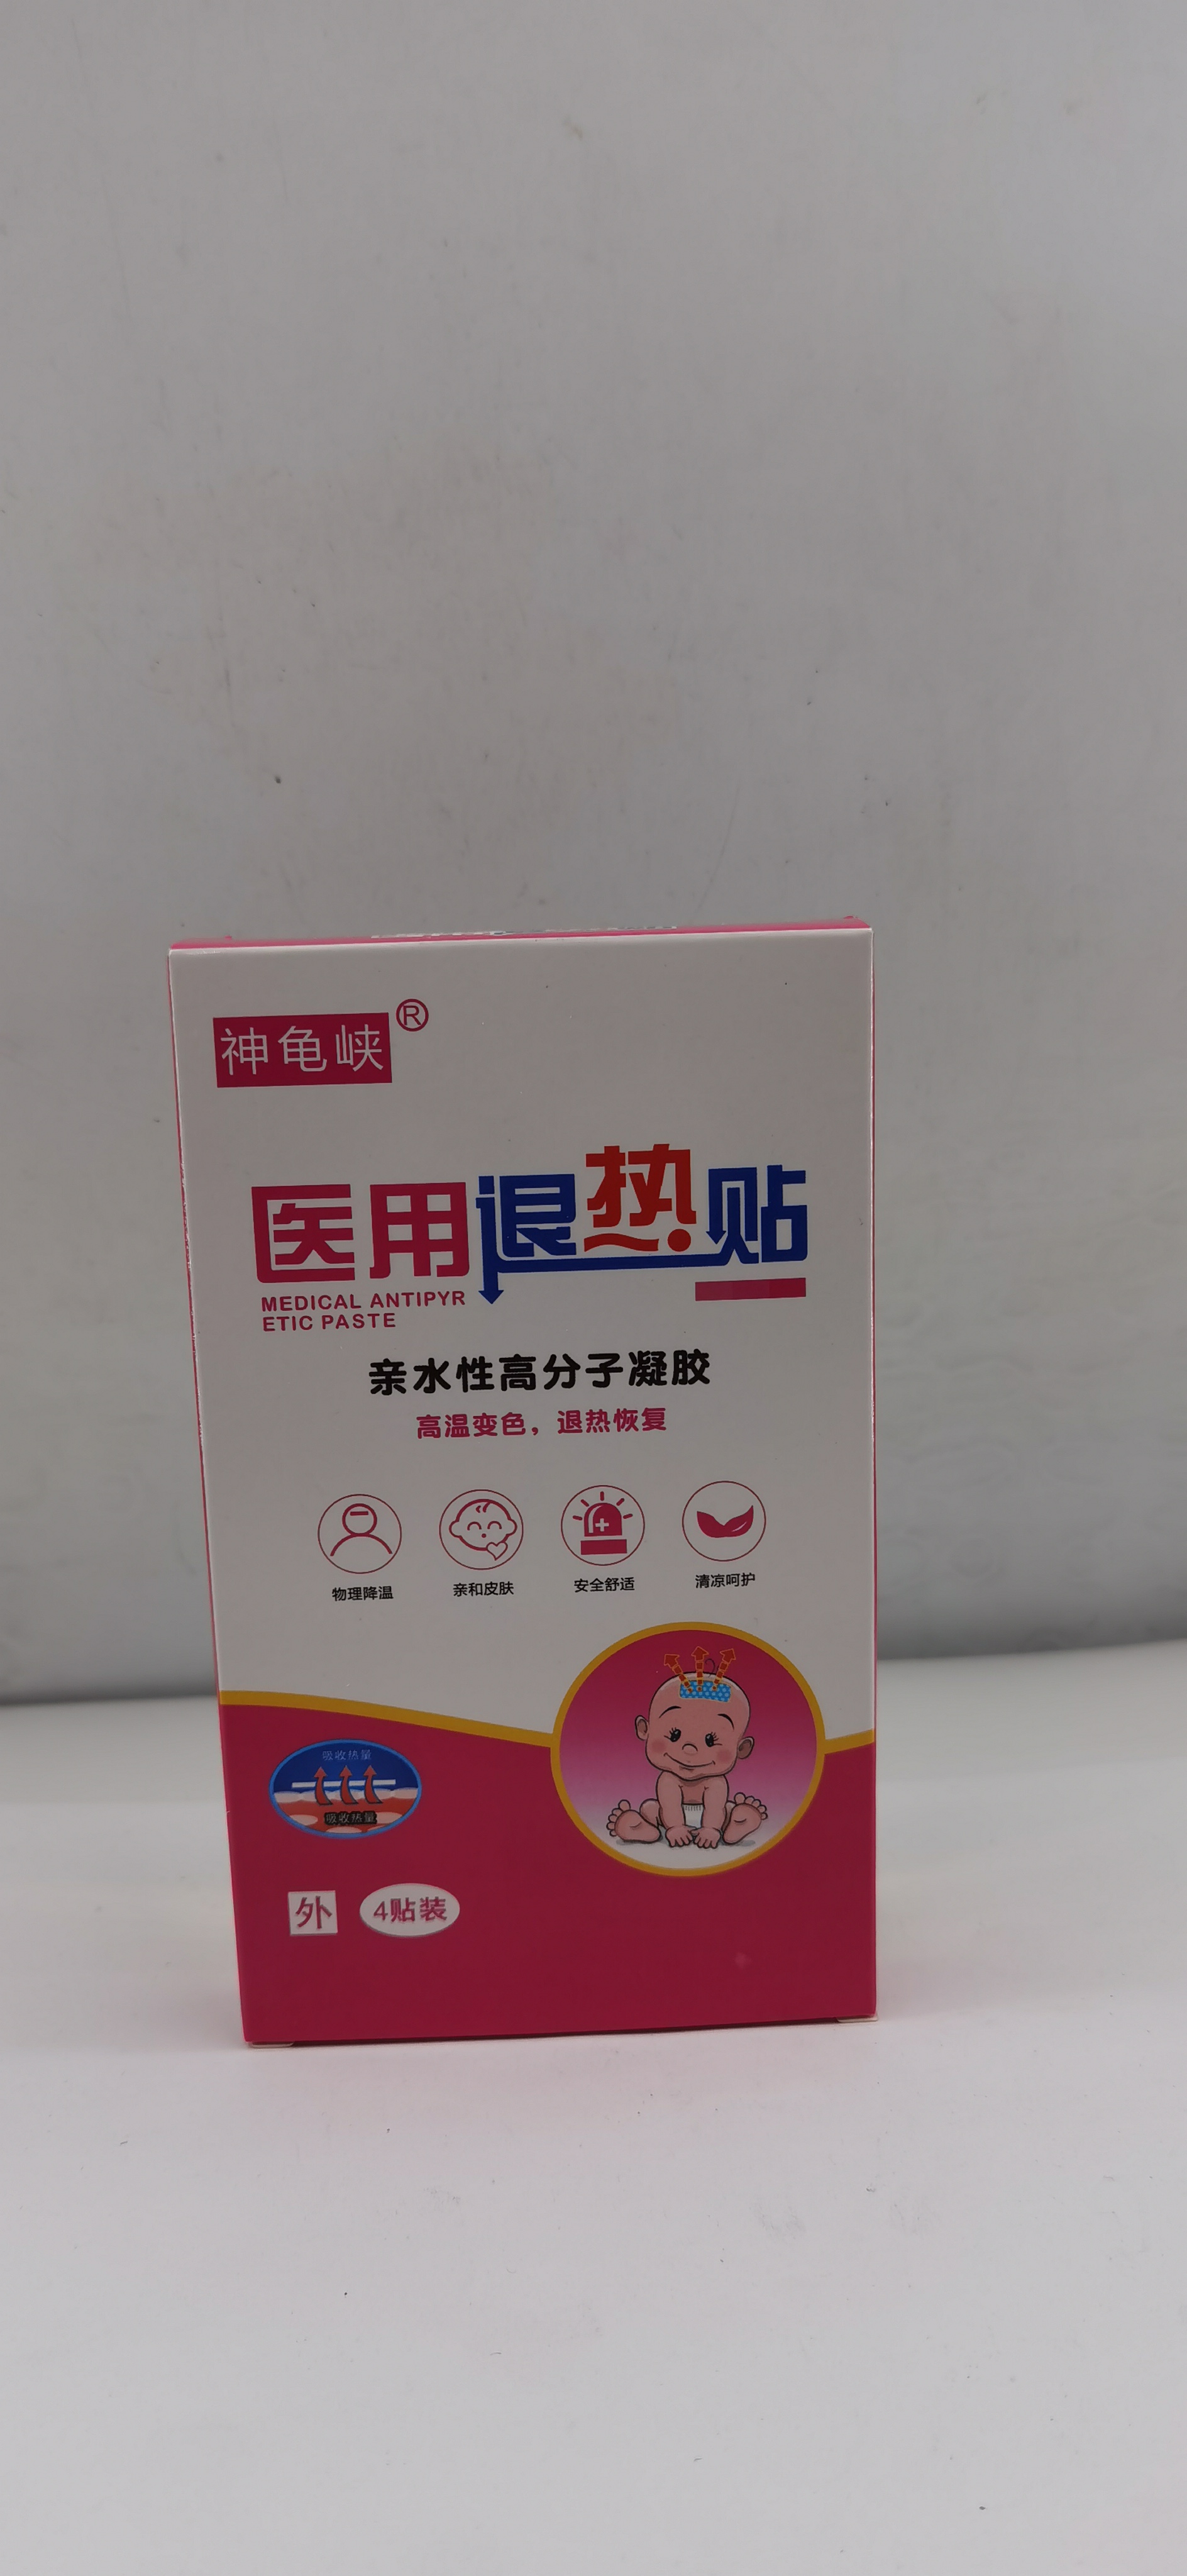 神龟峡®
医用退热贴
MEDICAL ANTIPYR
ETIC PASTE
亲水性高分子凝胶
高温变色，退热恢复
物理降温 亲和皮肤 安全舒适 清凉呵护
吸收热量
吸收热量
外 4贴装